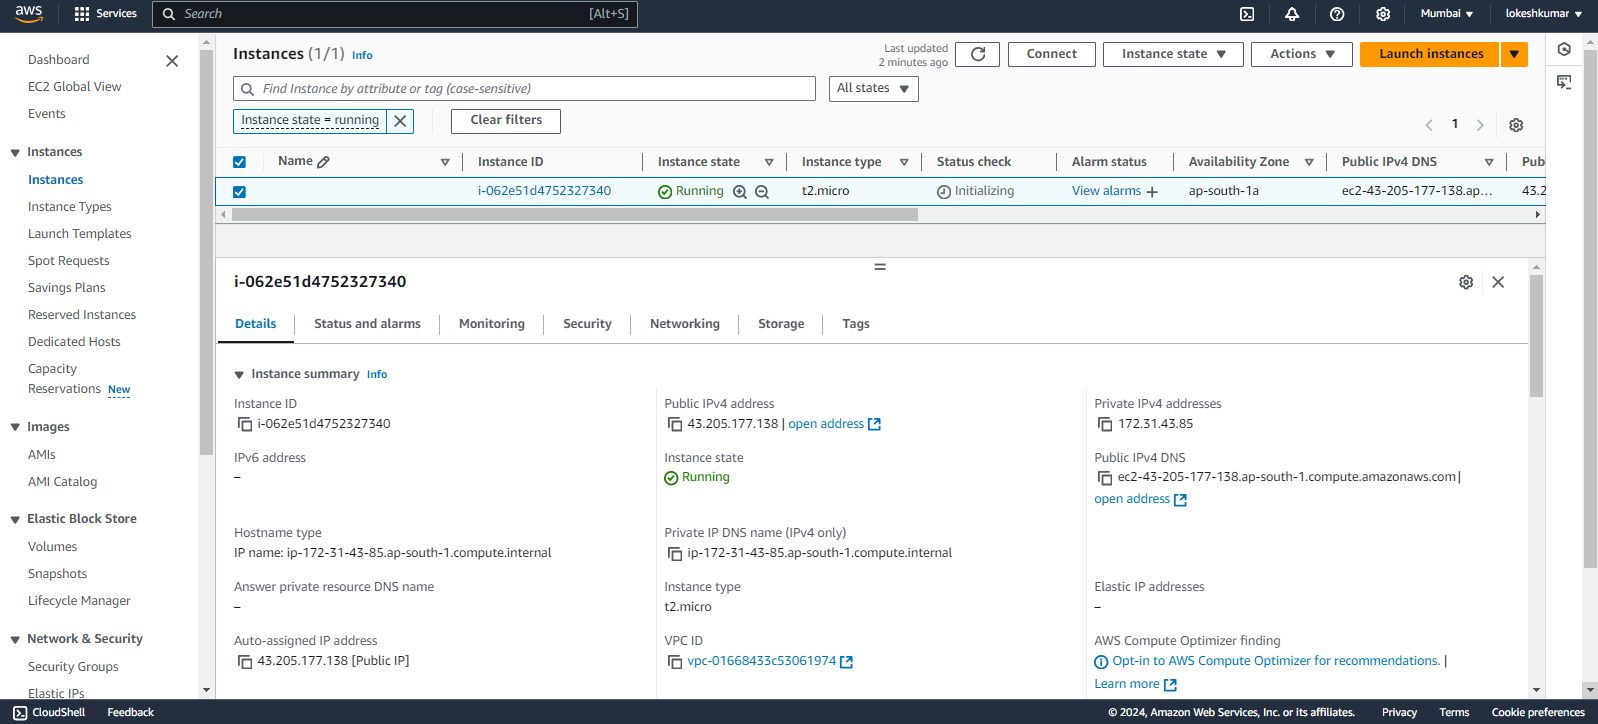 aws
Services
Search
[Alt+S]
Mumbai
lokeshkumar
Dashboard
EC2 Global View
Events
Instances
Instances
Instance Types
Launch Templates
Spot Requests
Savings Plans
Reserved Instances
Dedicated Hosts
Capacity
Reservations New
Images
AMIs
AMI Catalog
Elastic Block Store
Volumes
Snapshots
Lifecycle Manager
Network & Security
Security Groups
Elastic IPs
Instances (1/1) Info
Last updated
2 minutes ago
Connect
Instance state
Actions
Launch instances
Find Instance by attribute or tag (case-sensitive)
All states
Instance state = running
Clear filters
1
Name
Instance ID
Instance state
Instance type
Status check
Alarm status
Availability Zone
Public IPv4 DNS
Pub
i-062e51d4752327340
Running
t2.micro
Initializing
View alarms
ap-south-1a
ec2-43-205-177-138.ap...
43.2
i-062e51d4752327340
Details
Status and alarms
Monitoring
Security
Networking
Storage
Tags
Instance summary Info
Instance ID
i-062e51d4752327340
Public IPv4 address
43.205.177.138 | open address
Private IPv4 addresses
172.31.43.85
IPv6 address
–
Instance state
Running
Public IPv4 DNS
ec2-43-205-177-138.ap-south-1.compute.amazonaws.com |
open address
Hostname type
IP name: ip-172-31-43-85.ap-south-1.compute.internal
Private IP DNS name (IPv4 only)
ip-172-31-43-85.ap-south-1.compute.internal
Answer private resource DNS name
–
Instance type
t2.micro
Elastic IP addresses
–
Auto-assigned IP address
43.205.177.138 [Public IP]
VPC ID
vpc-01668433c53061974
AWS Compute Optimizer finding
Opt-in to AWS Compute Optimizer for recommendations. |
Learn more
CloudShell
Feedback
© 2024, Amazon Web Services, Inc. or its affiliates.
Privacy
Terms
Cookie preferences